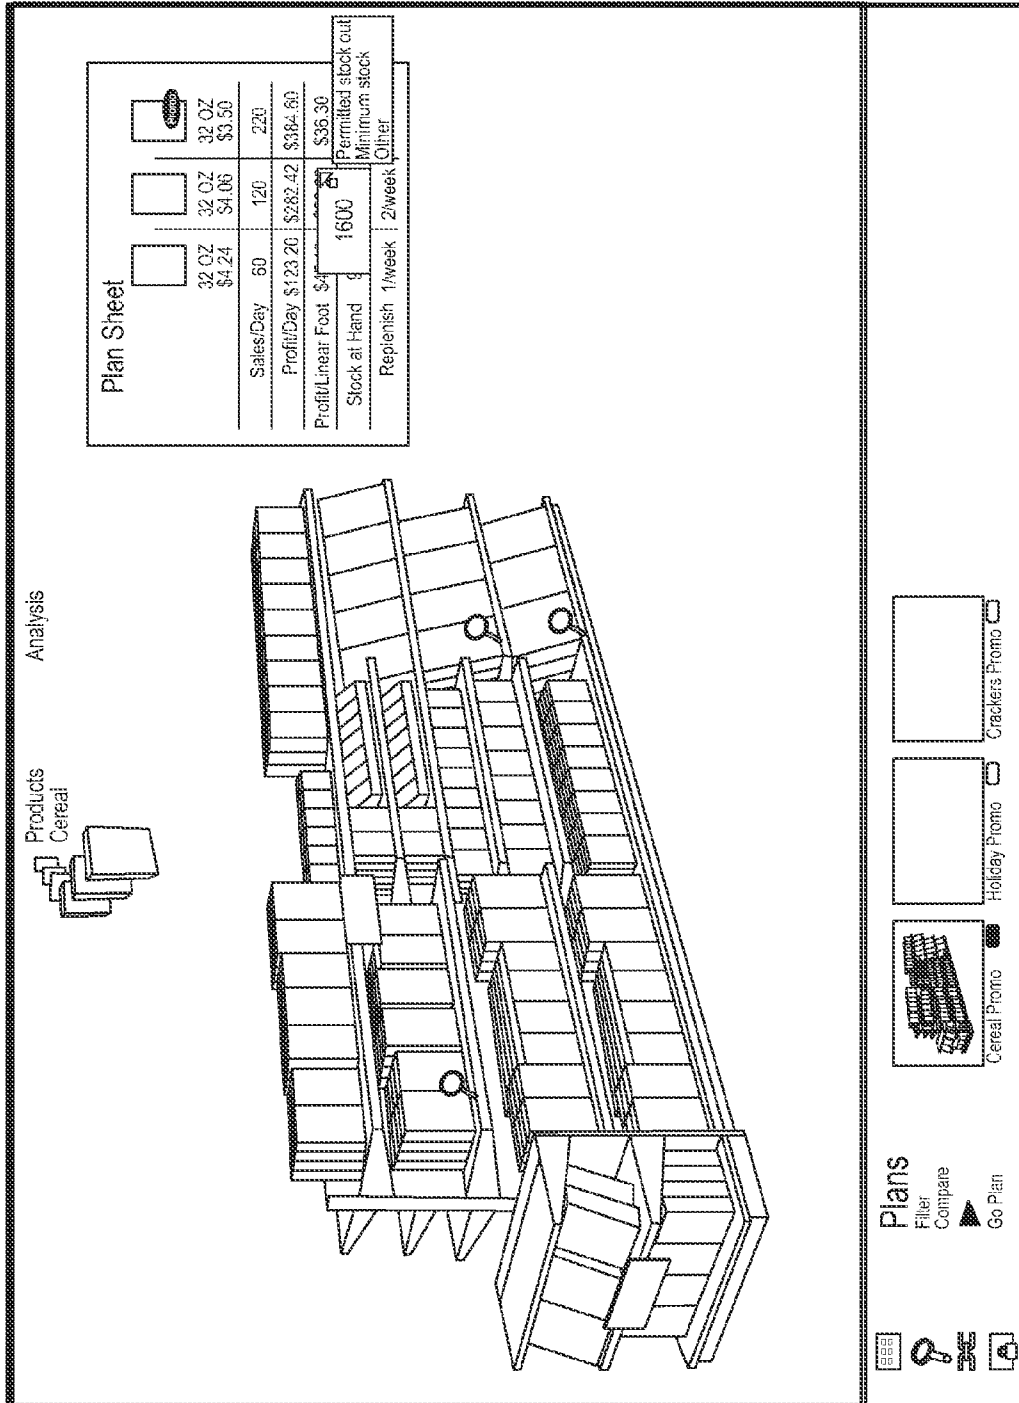 Products
Cereal
Analysis
Plan Sheet
32 OZ 32 OZ 32 OZ
$4.24 $4.06 $3.50
Sales/Day 60 120 220
Profit/Day $123.20 $282.42 $384.60
Profit/Linear Foot $4 $36.30
Stock at Hand 9 1600
Permitted stock out
Minimum stock
Other
Replenish 1/week 2/week
Plans
Filter
Compare
Go Plan
Cereal Promo
Holiday Promo
Crackers Promo